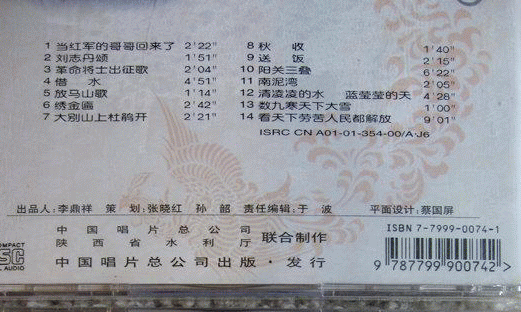 1 当红军的哥哥回来了 2'22"
2 刘志丹颂 1'51"
3 革命将士出征歌 2'04"
4 借水 4'51"
5 放马山歌 1'14"
6 绣金匾 2'42"
7 大别山上杜鹃开 2'21"
8 秋收 1'40"
9 送饭 2'15"
10 阳关三叠 6'22"
11 南泥湾 2'05"
12 清凌凌的水 蓝莹莹的天 4'28"
13 数九寒天下大雪 1'00"
14 看天下劳苦人民都解放 9'01"
ISRC CN A01-01-354-00/A·J6
出品人:李鼎祥 策划:张晓红 孙韶 责任编辑:于波 平面设计:蔡国屏
中国唱片总公司
陕西省水利厅
联合制作
中国唱片总公司出版·发行
COMPACT
DISC
DIGITAL AUDIO
ISBN 7-7999-0074-1
9 787799 900742 >